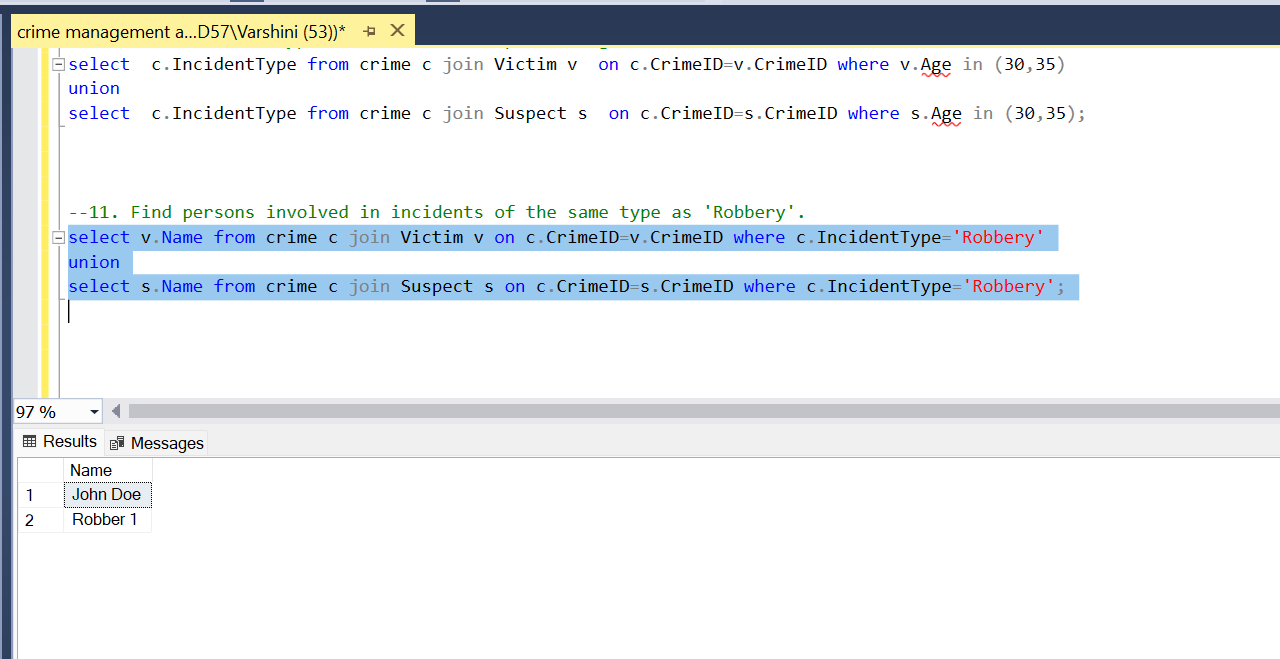 crime management a...D57\Varshini (53))*
select  c.IncidentType from crime c join Victim v  on c.CrimeID=v.CrimeID where v.Age in (30,35)
union
select  c.IncidentType from crime c join Suspect s  on c.CrimeID=s.CrimeID where s.Age in (30,35);
--11. Find persons involved in incidents of the same type as 'Robbery'.
select v.Name from crime c join Victim v on c.CrimeID=v.CrimeID where c.IncidentType='Robbery'
union
select s.Name from crime c join Suspect s on c.CrimeID=s.CrimeID where c.IncidentType='Robbery';
97 %
Results Messages
Name
1 John Doe
2 Robber 1